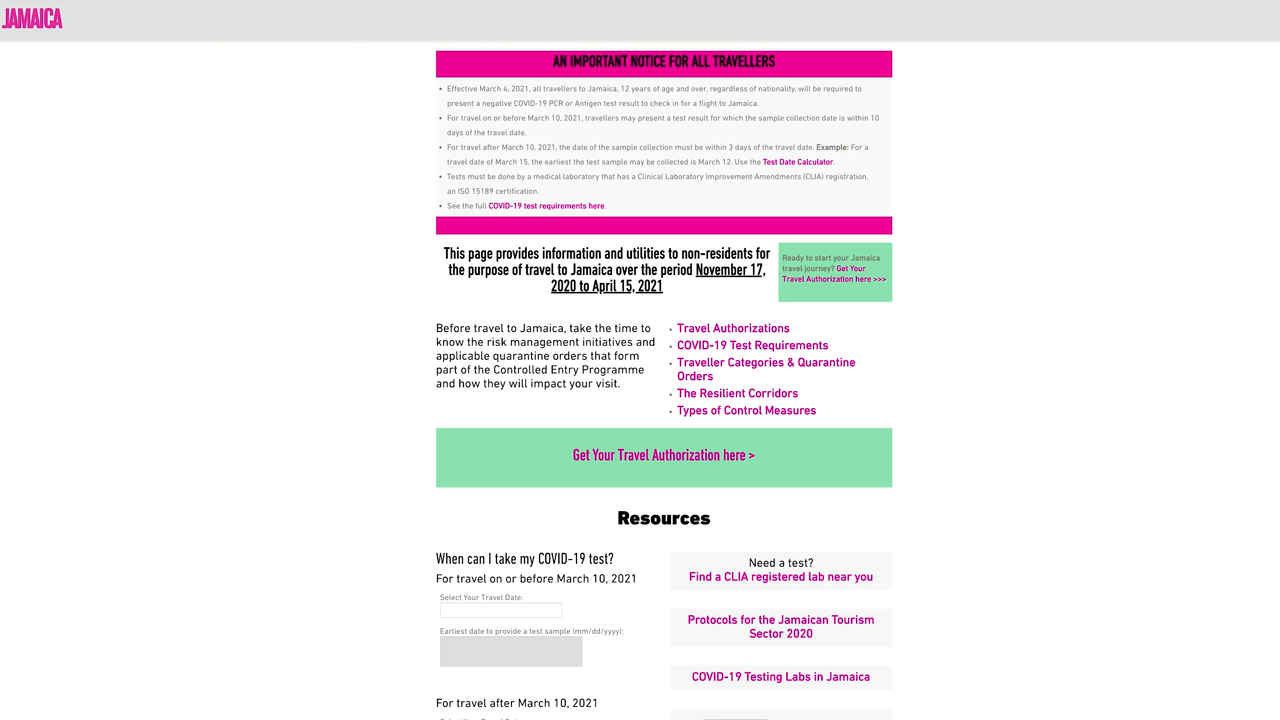 JAMAICA
AN IMPORTANT NOTICE FOR ALL TRAVELLERS
• Effective March 4, 2021, all travellers to Jamaica, 12 years of age and over, regardless of nationality, will be required to
present a negative COVID-19 PCR or Antigen test result to check in for a flight to Jamaica.
• For travel on or before March 10, 2021, travellers may present a test result for which the sample collection date is within 10
days of the travel date.
• For travel after March 10, 2021, the date of the sample collection must be within 3 days of the travel date. Example: For a
travel date of March 15, the earliest the test sample may be collected is March 12. Use the Test Date Calculator.
• Tests must be done by a medical laboratory that has a Clinical Laboratory Improvement Amendments (CLIA) registration,
an ISO 15189 certification.
• See the full COVID-19 test requirements here.
This page provides information and utilities to non-residents for
the purpose of travel to Jamaica over the period November 17,
2020 to April 15, 2021
Ready to start your Jamaica
travel journey? Get Your
Travel Authorization here >>>
Before travel to Jamaica, take the time to
know the risk management initiatives and
applicable quarantine orders that form
part of the Controlled Entry Programme
and how they will impact your visit.
• Travel Authorizations
• COVID-19 Test Requirements
• Traveller Categories & Quarantine
Orders
• The Resilient Corridors
• Types of Control Measures
Get Your Travel Authorization here >
Resources
When can I take my COVID-19 test?
For travel on or before March 10, 2021
Select Your Travel Date:
Earliest date to provide a test sample (mm/dd/yyyy):
For travel after March 10, 2021
Need a test?
Find a CLIA registered lab near you
Protocols for the Jamaican Tourism
Sector 2020
COVID-19 Testing Labs in Jamaica